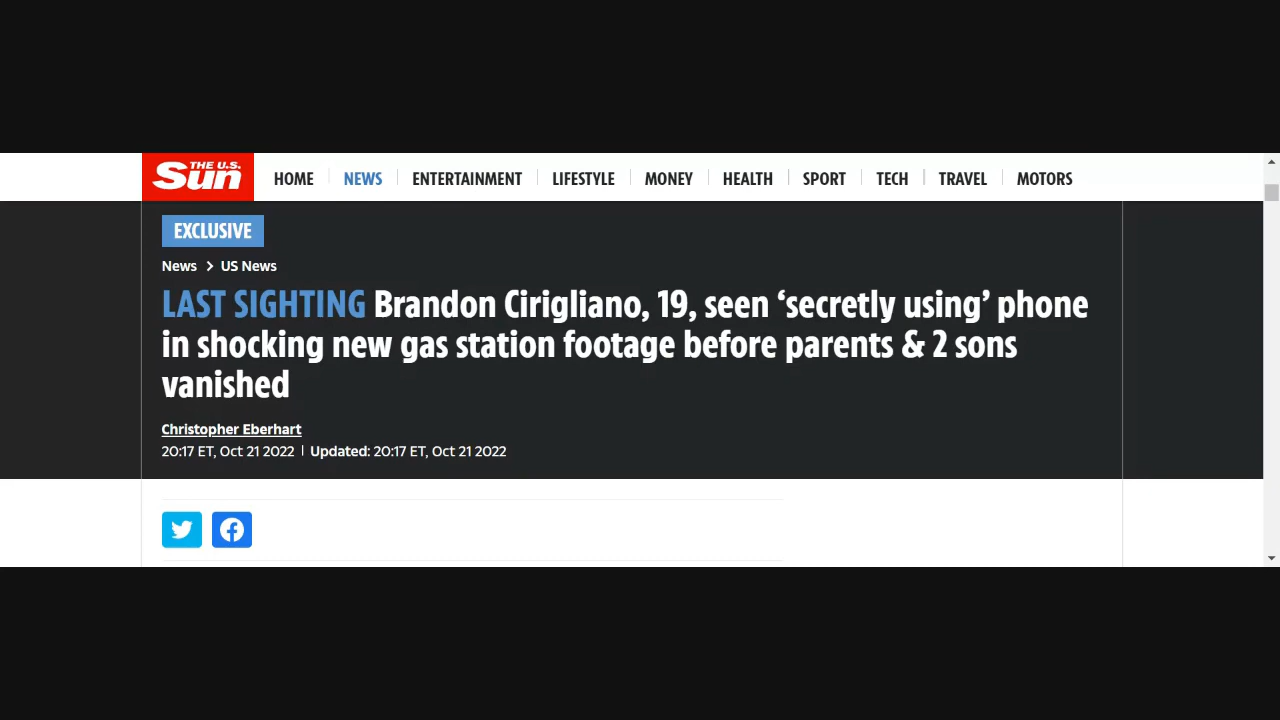 THE U.S.
Sun
HOME NEWS ENTERTAINMENT LIFESTYLE MONEY HEALTH SPORT TECH TRAVEL MOTORS
EXCLUSIVE
News > US News
LAST SIGHTING Brandon Cirigliano, 19, seen ‘secretly using’ phone
in shocking new gas station footage before parents & 2 sons
vanished
Christopher Eberhart
20:17 ET, Oct 21 2022 | Updated: 20:17 ET, Oct 21 2022